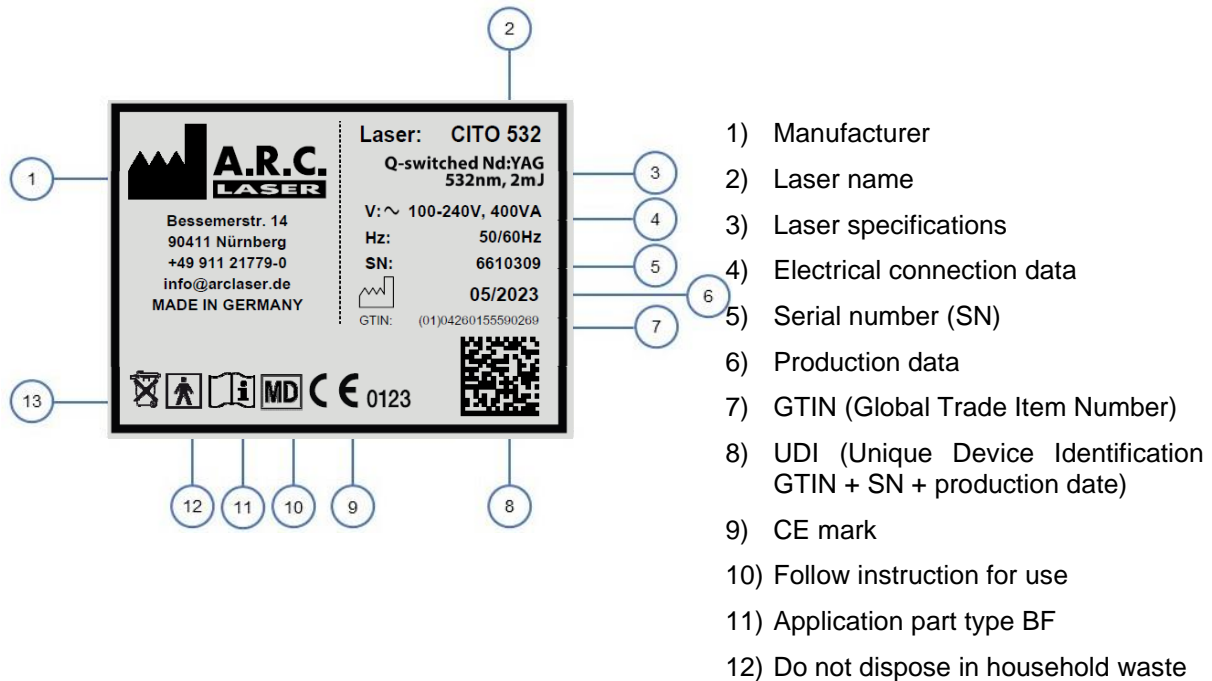 2
1
A.R.C.
LASER
Bessemerstr. 14
90411 Nürnberg
+49 911 21779-0
info@arclaser.de
MADE IN GERMANY
Laser: CITO 532
Q-switched Nd:YAG
532nm, 2mJ
V:~ 100-240V, 400VA
Hz: 50/60Hz
SN: 6610309
05/2023
GTIN: (01)04260155590269
MD CE 0123
3
4
5
6
7
13
12
11
10
9
8
1) Manufacturer
2) Laser name
3) Laser specifications
4) Electrical connection data
5) Serial number (SN)
6) Production data
7) GTIN (Global Trade Item Number)
8) UDI (Unique Device Identification
GTIN + SN + production date)
9) CE mark
10) Follow instruction for use
11) Application part type BF
12) Do not dispose in household waste